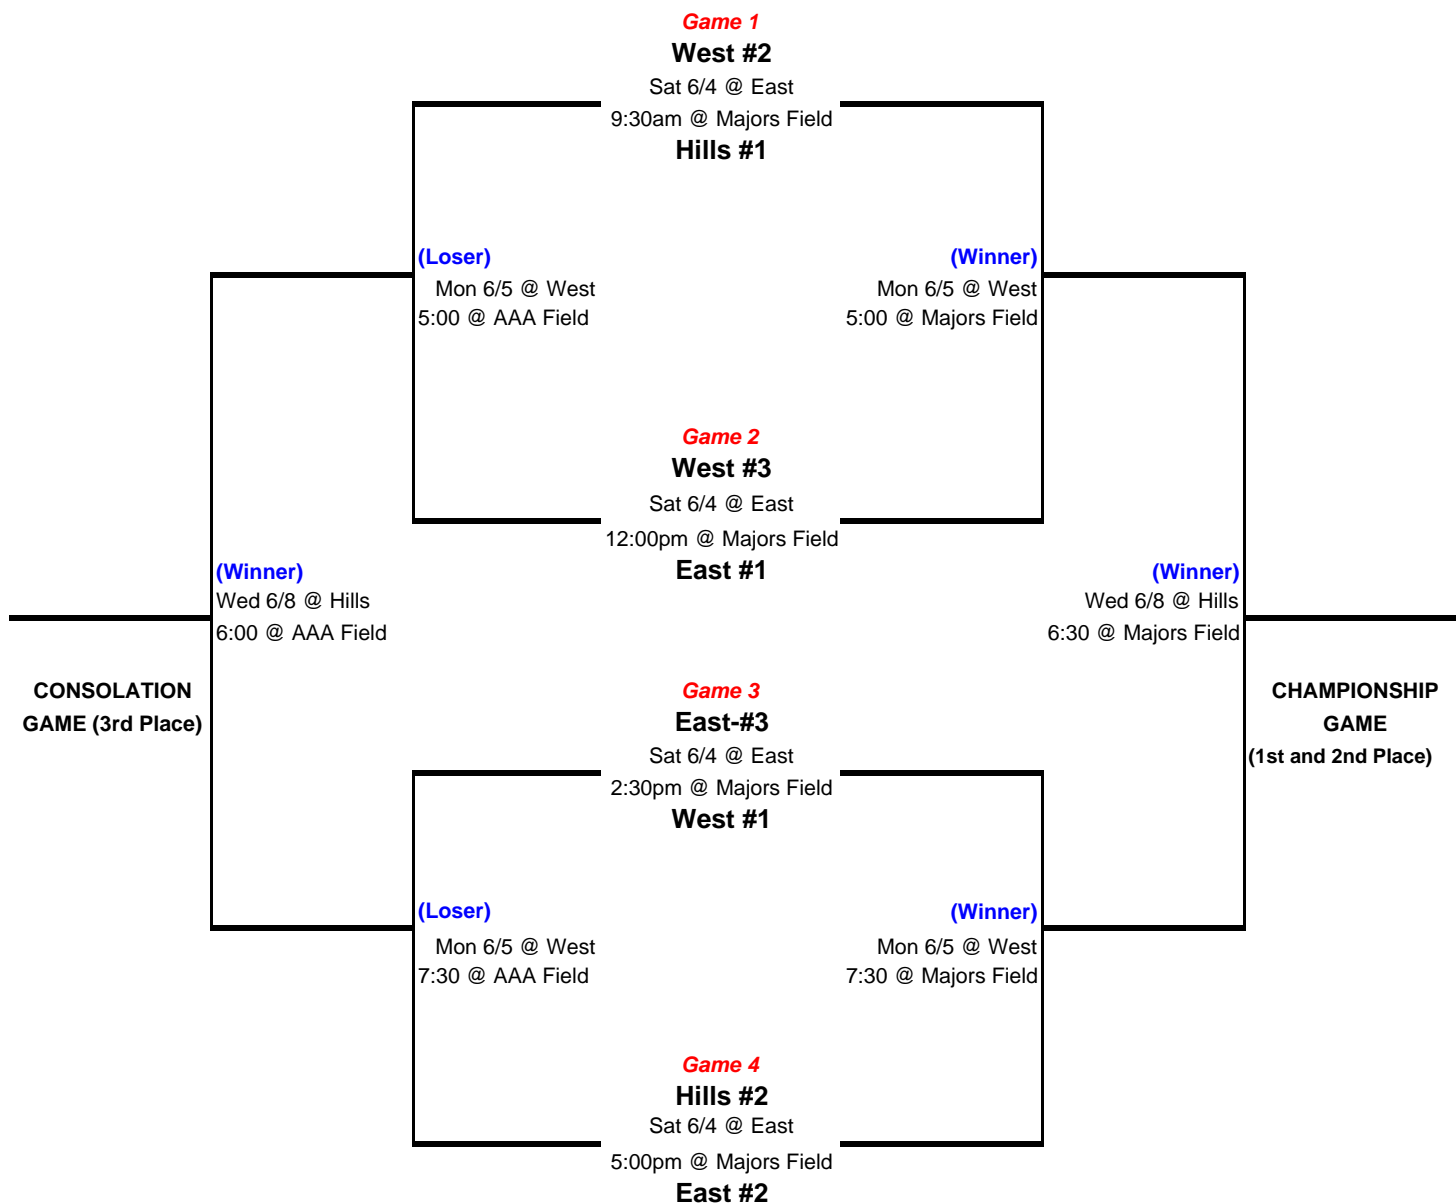 Game 1
West #2
Sat 6/4 @ East
9:30am @ Majors Field
Hills #1
(Loser)
Mon 6/5 @ West
5:00 @ AAA Field
(Winner)
Mon 6/5 @ West
5:00 @ Majors Field
Game 2
West #3
Sat 6/4 @ East
12:00pm @ Majors Field
East #1
(Winner)
Wed 6/8 @ Hills
6:00 @ AAA Field
(Winner)
Wed 6/8 @ Hills
6:30 @ Majors Field
CONSOLATION
GAME (3rd Place)
CHAMPIONSHIP
GAME
(1st and 2nd Place)
Game 3
East-#3
Sat 6/4 @ East
2:30pm @ Majors Field
West #1
(Loser)
Mon 6/5 @ West
7:30 @ AAA Field
(Winner)
Mon 6/5 @ West
7:30 @ Majors Field
Game 4
Hills #2
Sat 6/4 @ East
5:00pm @ Majors Field
East #2